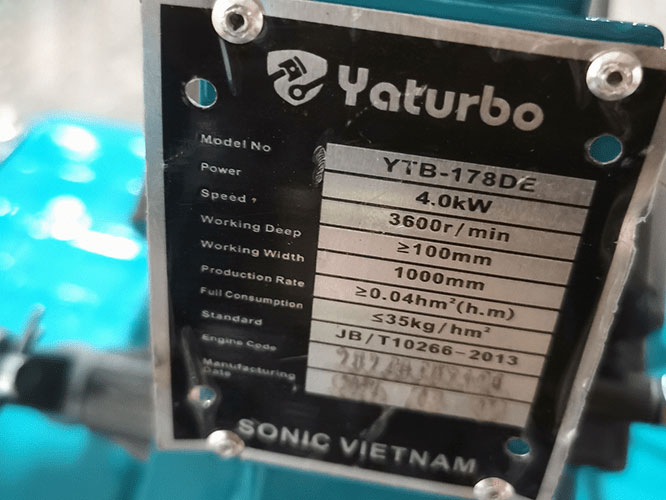 Yaturbo
Model No YTB-178DE
Power 4.0kW
Speed, 3600r/min
Working Deep ≥100mm
Working Width 1000mm
Production Rate ≥0.04hm²(h.m)
Full Consumption ≤35kg/hm²
Standard JB/T10266-2013
Engine Code
Manufacturing
Date
SONIC VIETNAM